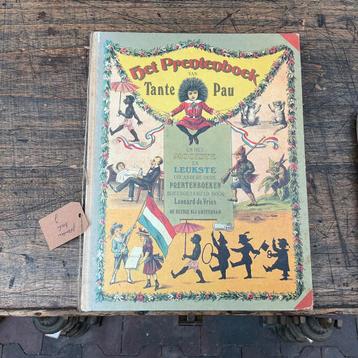 Het Prentenboek
VAN
Tante Pau
EN HET
MOOISTE
EN
LEUKSTE
UIT ANDERE OUDE
PRENTENBOEKEN
BIJEENGEGAARD DOOR
Leonard de Vries
DE BEZIGE BIJ AMSTERDAM